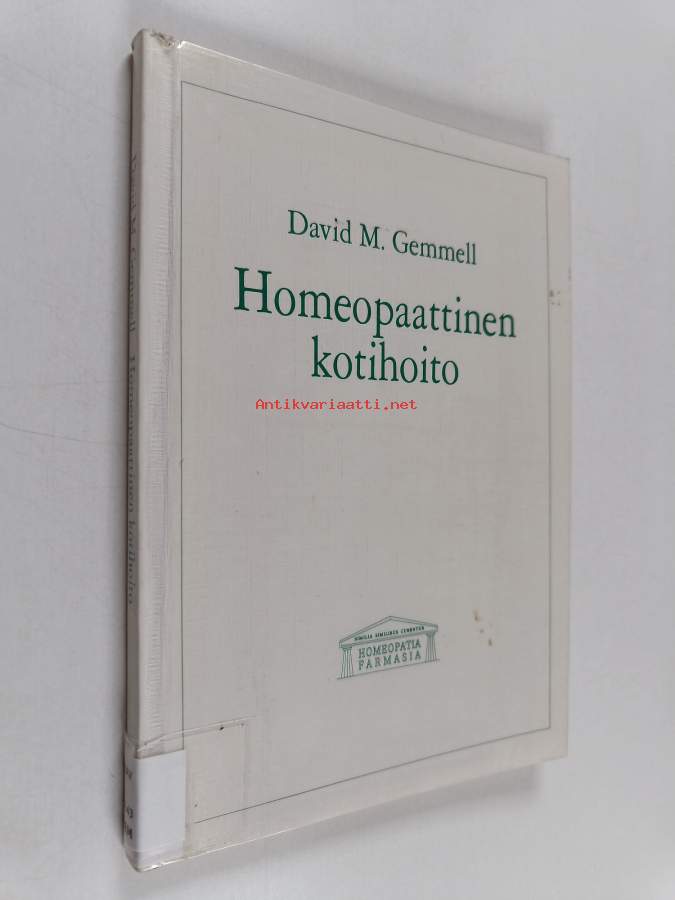 David M. Gemmell
Homeopaattinen
kotihoito
Antikvariaatti.net
SIMILIA SIMILIBUS CURENTUR
HOMEOPATIA
FARMASIA
David M. Gemmell Homeopaattinen kotihoito